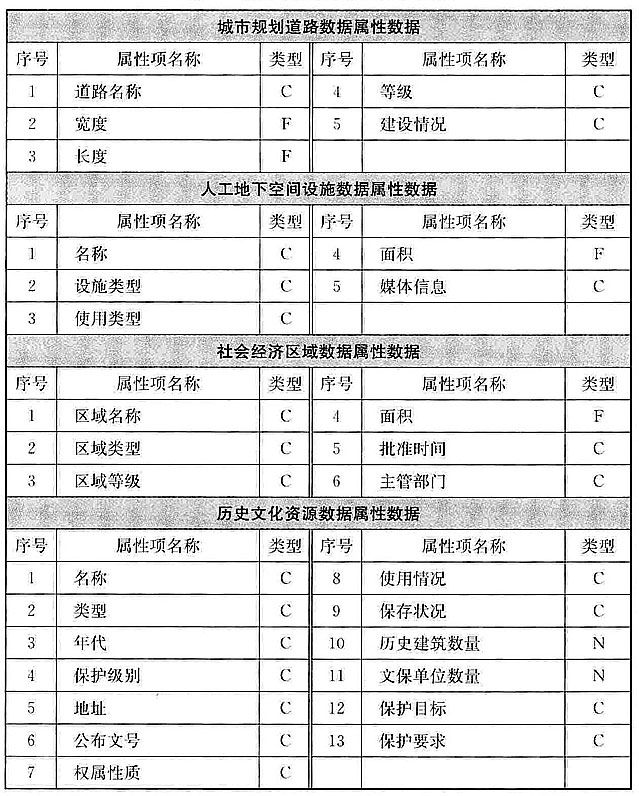 城市规划道路数据属性数据
序号 属性项名称 类型 序号 属性项名称 类型
1 道路名称 C 4 等级 C
2 宽度 F 5 建设情况 C
3 长度 F
人工地下空间设施数据属性数据
序号 属性项名称 类型 序号 属性项名称 类型
1 名称 C 4 面积 F
2 设施类型 C 5 媒体信息 C
3 使用类型 C
社会经济区域数据属性数据
序号 属性项名称 类型 序号 属性项名称 类型
1 区域名称 C 4 面积 F
2 区域类型 C 5 批准时间 C
3 区域等级 C 6 主管部门 C
历史文化资源数据属性数据
序号 属性项名称 类型 序号 属性项名称 类型
1 名称 C 8 使用情况 C
2 类型 C 9 保存状况 C
3 年代 C 10 历史建筑数量 N
4 保护级别 C 11 文保单位数量 N
5 地址 C 12 保护目标 C
6 公布文号 C 13 保护要求 C
7 权属性质 C